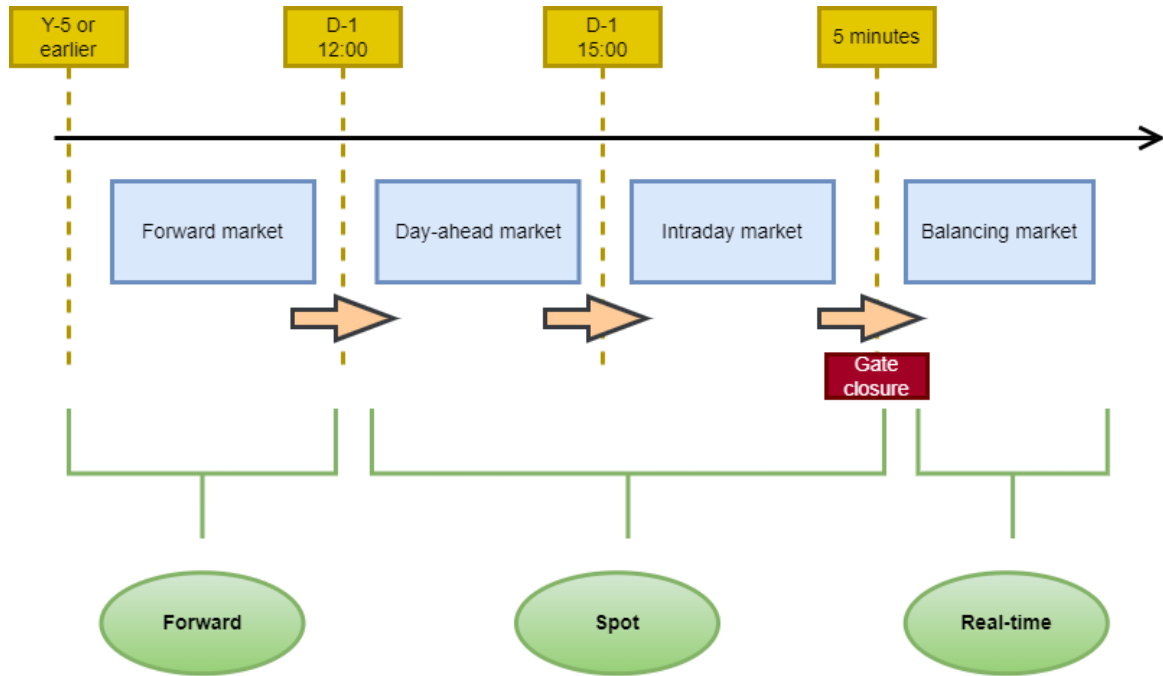 Y-5 or
earlier
D-1
12:00
D-1
15:00
5 minutes
Forward market
Day-ahead market
Intraday market
Balancing market
Gate
closure
Forward
Spot
Real-time